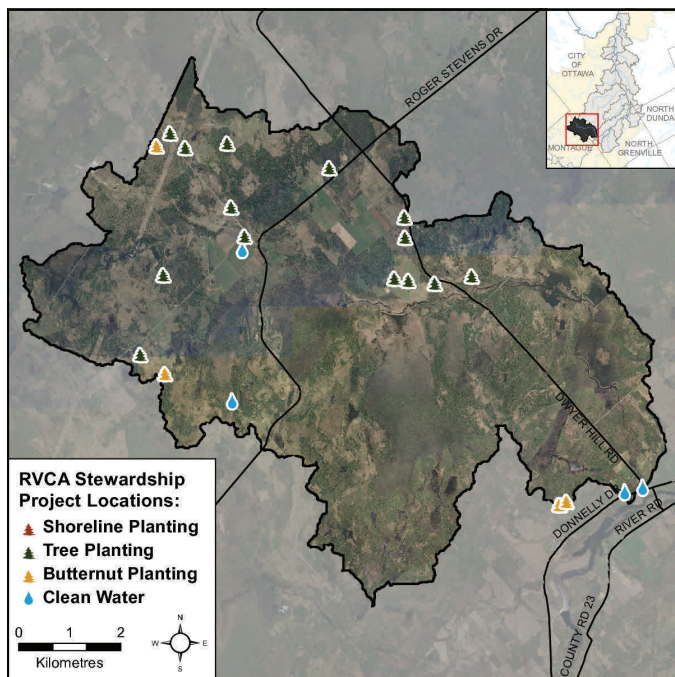 ROGER STEVENS DR
CITY
OF
OTTAWA
NORTH
DUNDAS
MONTAGUE
NORTH
GRENVILLE
DWYER HILL RD
DONNELLY D
RIVER RD
COUNTY RD 23
RVCA Stewardship
Project Locations:
Shoreline Planting
Tree Planting
Butternut Planting
Clean Water
0 1 2
Kilometres
N
W E
S